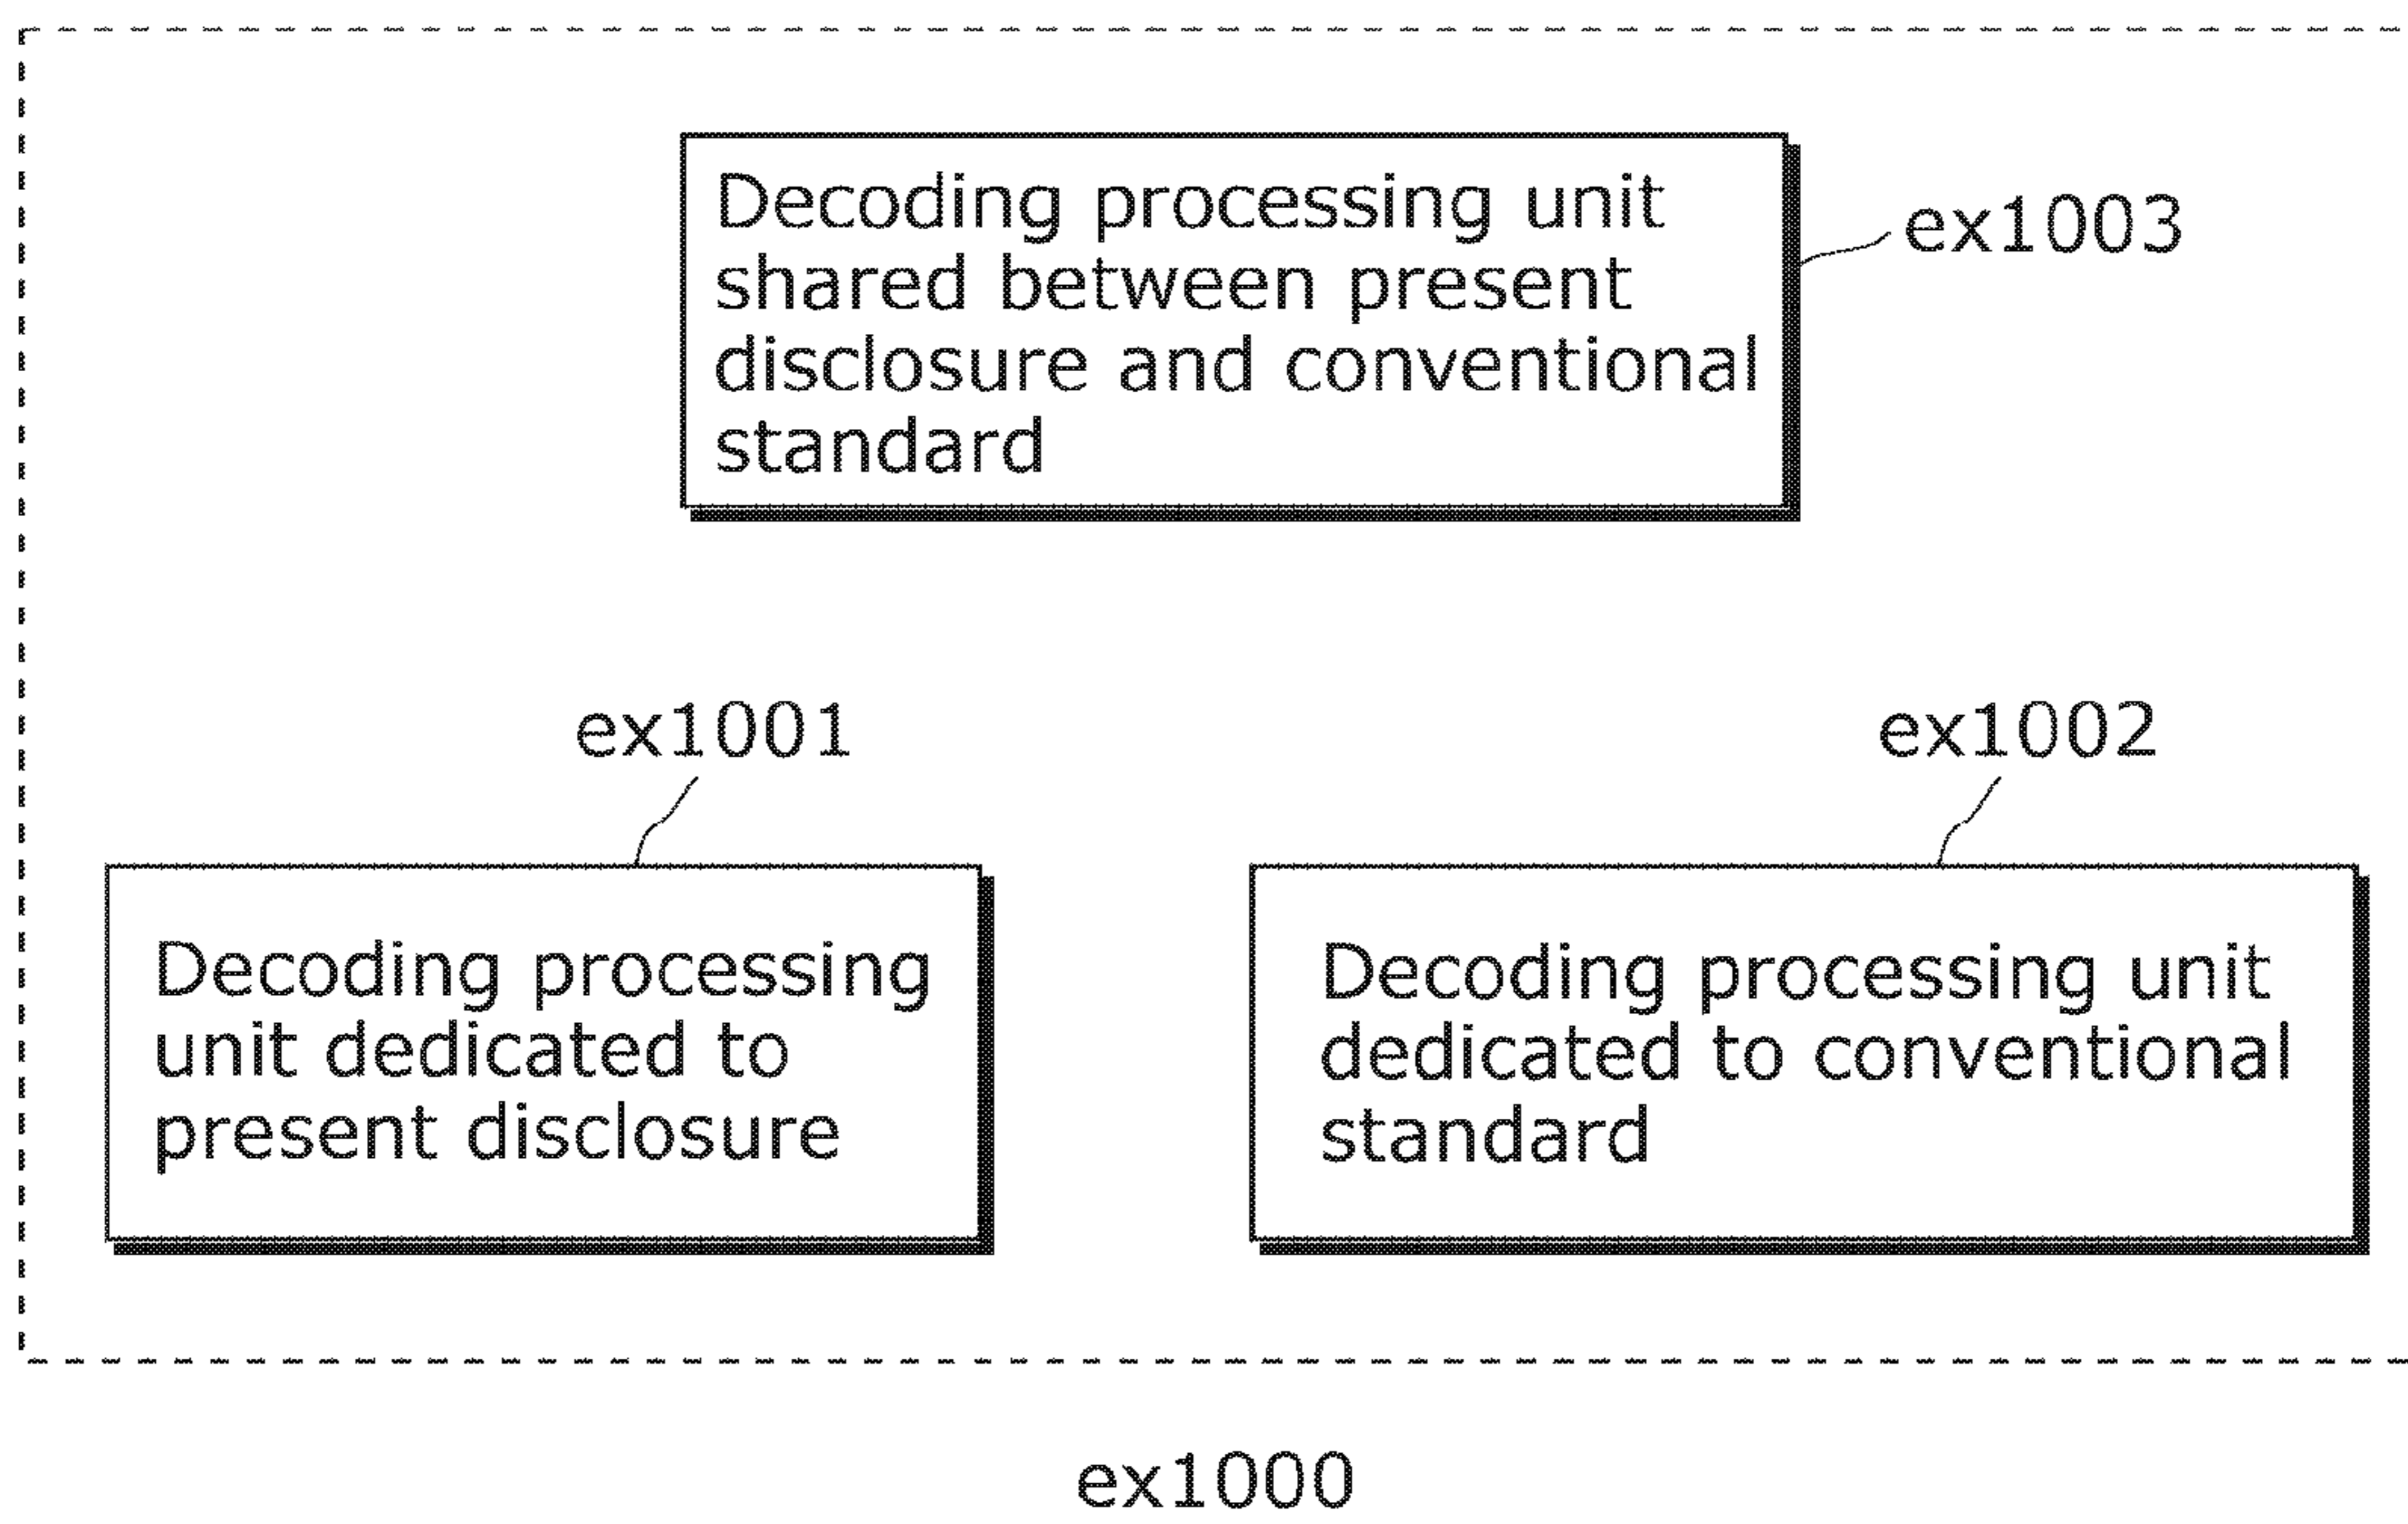 Decoding processing unit
shared between present
disclosure and conventional
standard
ex1003
ex1001
ex1002
Decoding processing
unit dedicated to
present disclosure
Decoding processing unit
dedicated to conventional
standard
ex1000